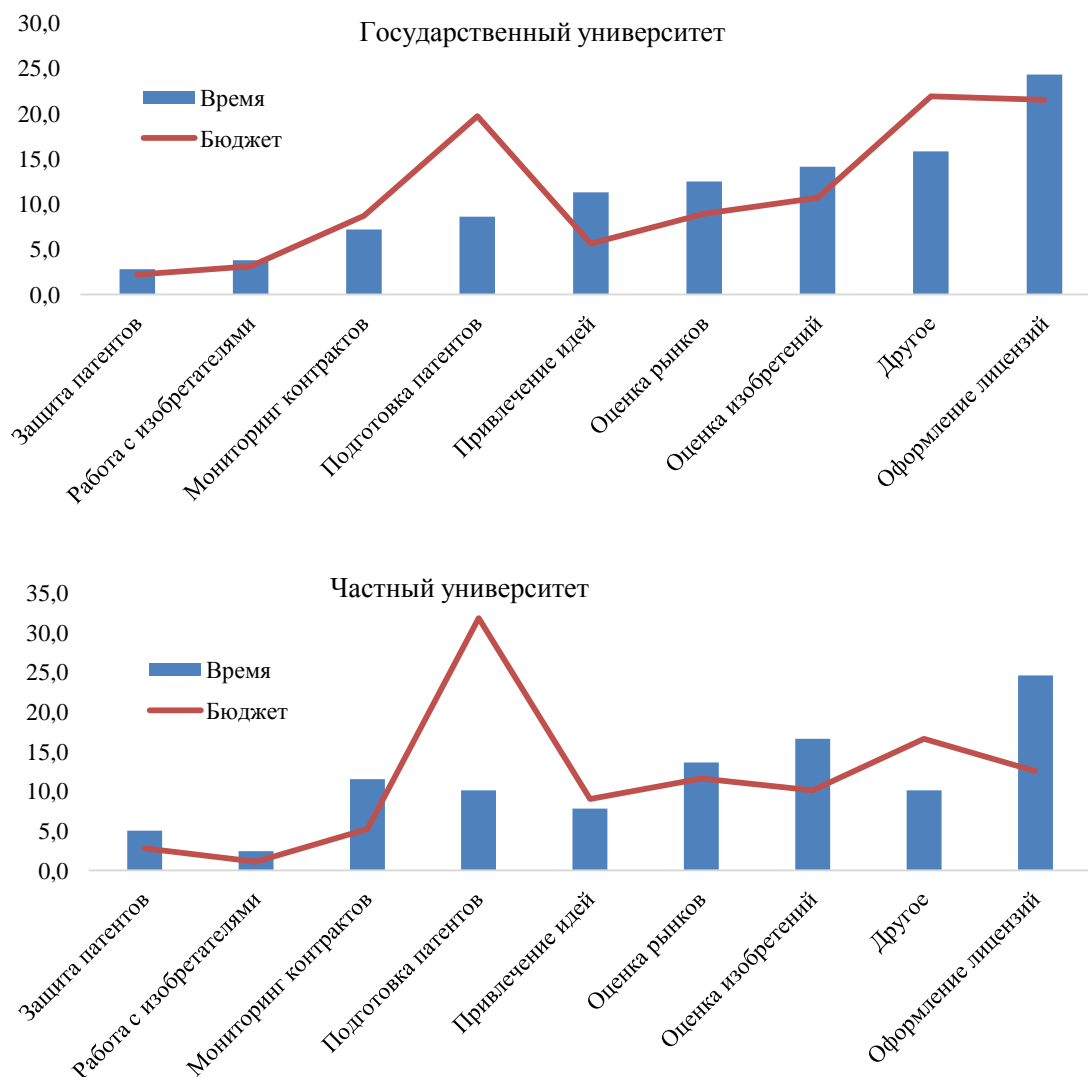 Государственный университет
30,0
25,0
20,0
15,0
10,0
5,0
0,0
Время
Бюджет
Защита патентов
Работа с изобретателями
Мониторинг контрактов
Подготовка патентов
Привлечение идей
Оценка рынков
Оценка изобретений
Другое
Оформление лицензий
Частный университет
35,0
30,0
25,0
20,0
15,0
10,0
5,0
0,0
Время
Бюджет
Защита патентов
Работа с изобретателями
Мониторинг контрактов
Подготовка патентов
Привлечение идей
Оценка рынков
Оценка изобретений
Другое
Оформление лицензий